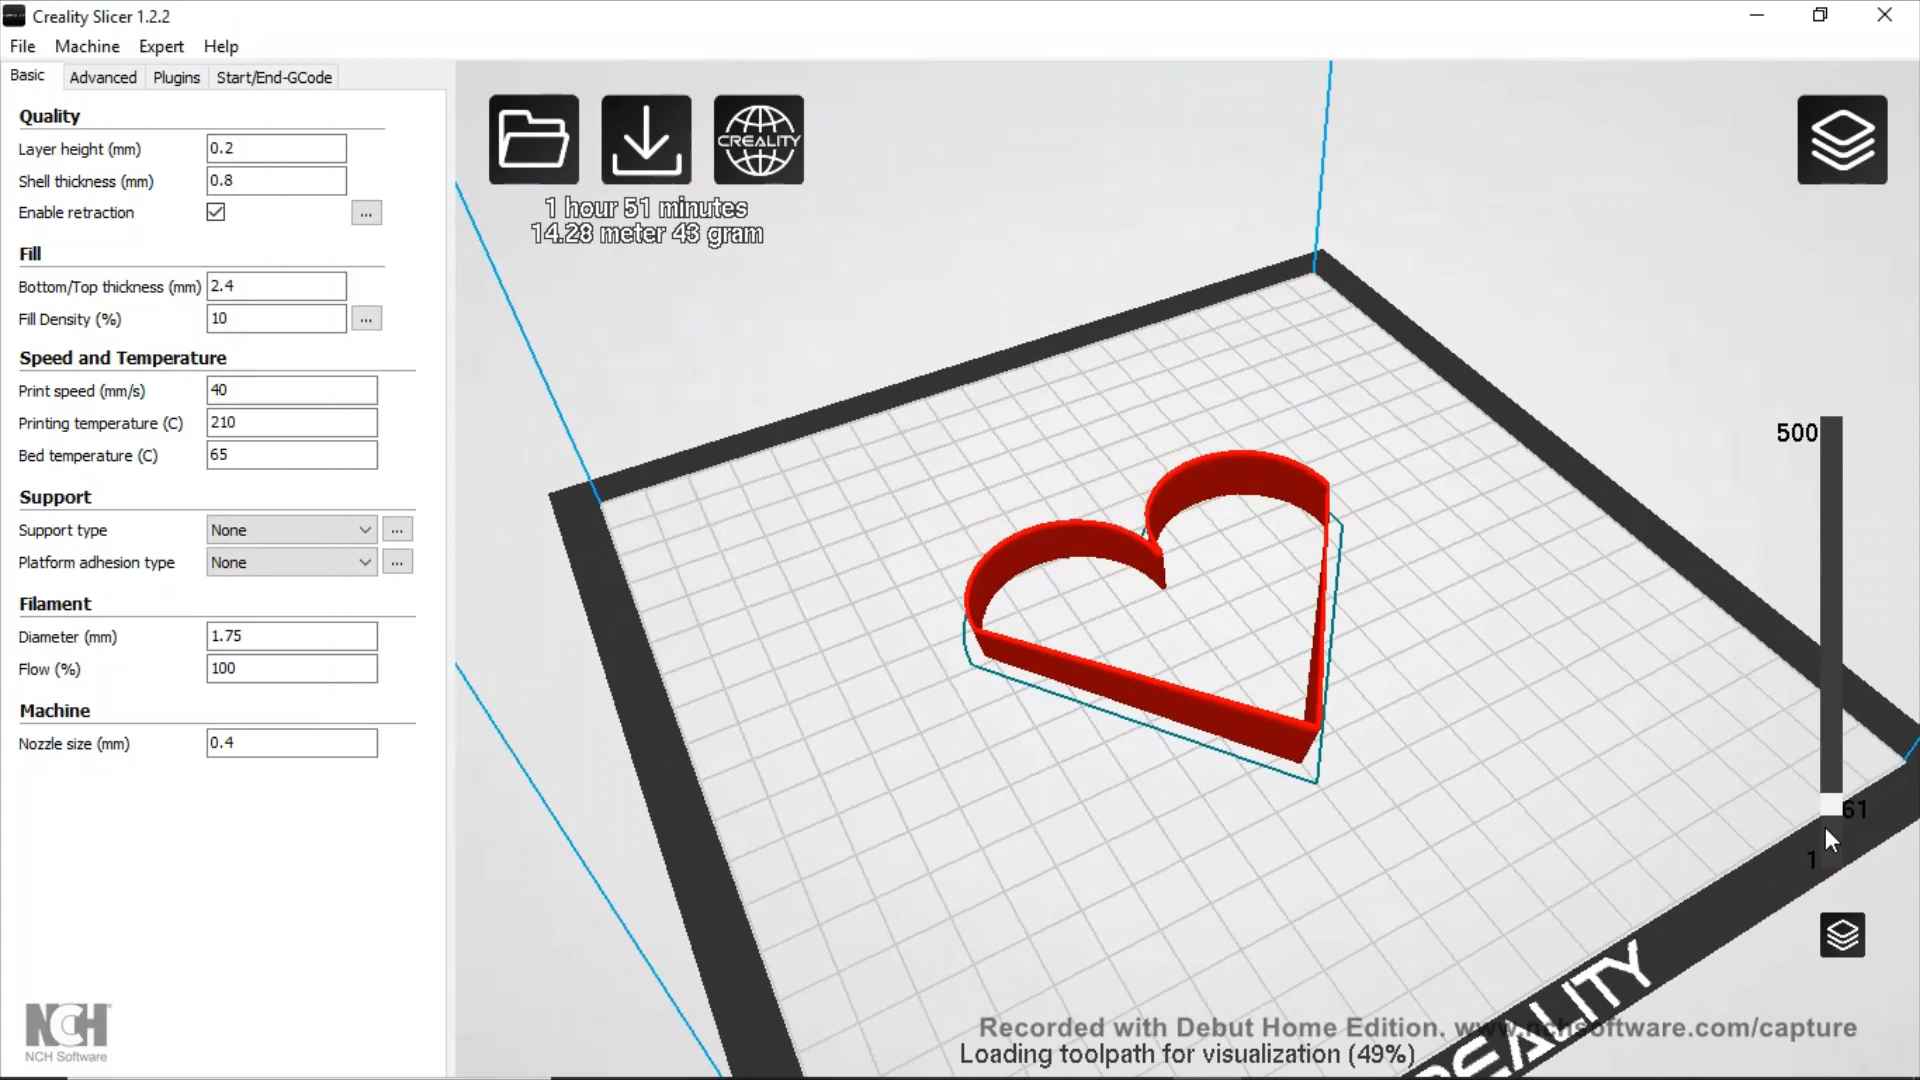 Creality Slicer 1.2.2
File Machine Expert Help
Basic Advanced Plugins Start/End-GCode
Quality
Layer height (mm) 0.2
Shell thickness (mm) 0.8
Enable retraction ...
Fill
Bottom/Top thickness (mm) 2.4
Fill Density (%) 10 ...
Speed and Temperature
Print speed (mm/s) 40
Printing temperature (C) 210
Bed temperature (C) 65
Support
Support type None ...
Platform adhesion type None ...
Filament
Diameter (mm) 1.75
Flow (%) 100
Machine
Nozzle size (mm) 0.4
NCH
NCH Software
CREALITY
1 hour 51 minutes
14.28 meter 43 gram
500
61
1
REALITY
Recorded with Debut Home Edition. www.nchsoftware.com/capture
Loading toolpath for visualization (49%)